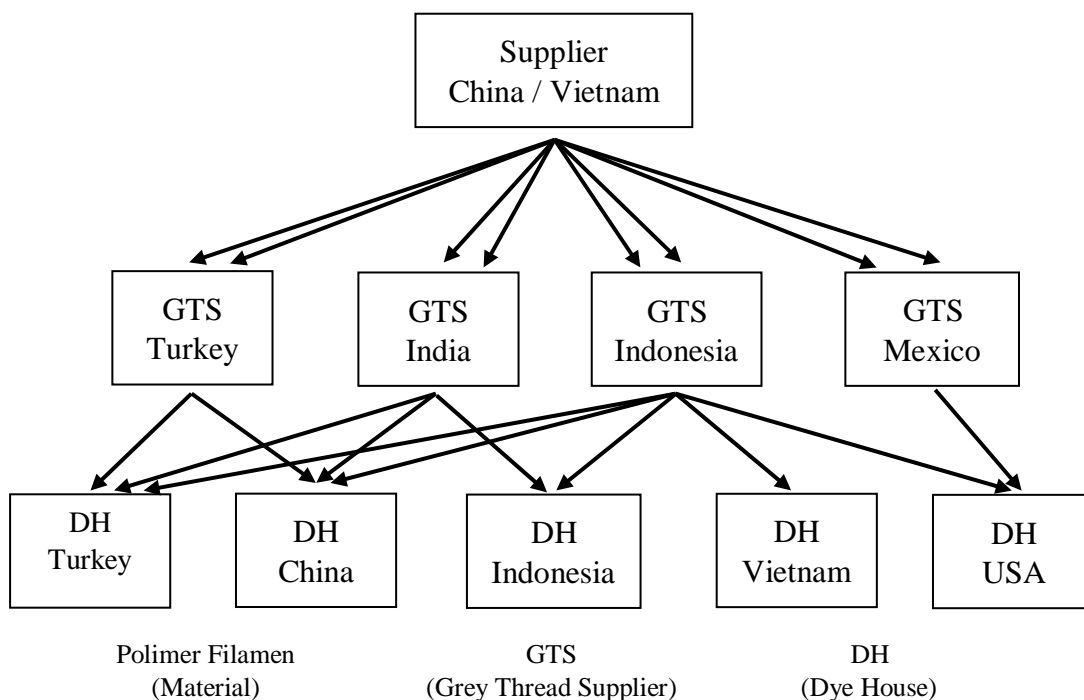 Supplier
China / Vietnam
GTS
Turkey
GTS
India
GTS
Indonesia
GTS
Mexico
DH
Turkey
DH
China
DH
Indonesia
DH
Vietnam
DH
USA
Polimer Filamen
(Material)
GTS
(Grey Thread Supplier)
DH
(Dye House)